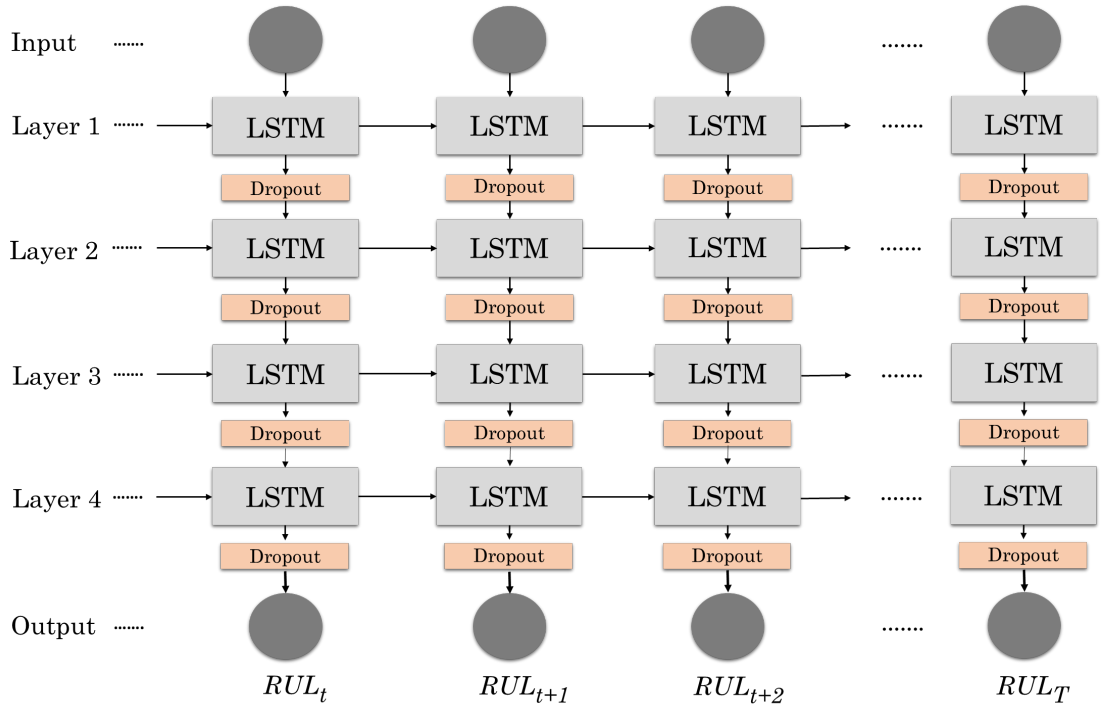 Input ....... .......
Layer 1 ....... LSTM LSTM LSTM ....... LSTM
Dropout Dropout Dropout Dropout
Layer 2 ....... LSTM LSTM LSTM ....... LSTM
Dropout Dropout Dropout Dropout
Layer 3 ....... LSTM LSTM LSTM ....... LSTM
Dropout Dropout Dropout Dropout
Layer 4 ....... LSTM LSTM LSTM ....... LSTM
Dropout Dropout Dropout Dropout
Output ....... .......
RUL_t RUL_{t+1} RUL_{t+2} RUL_T